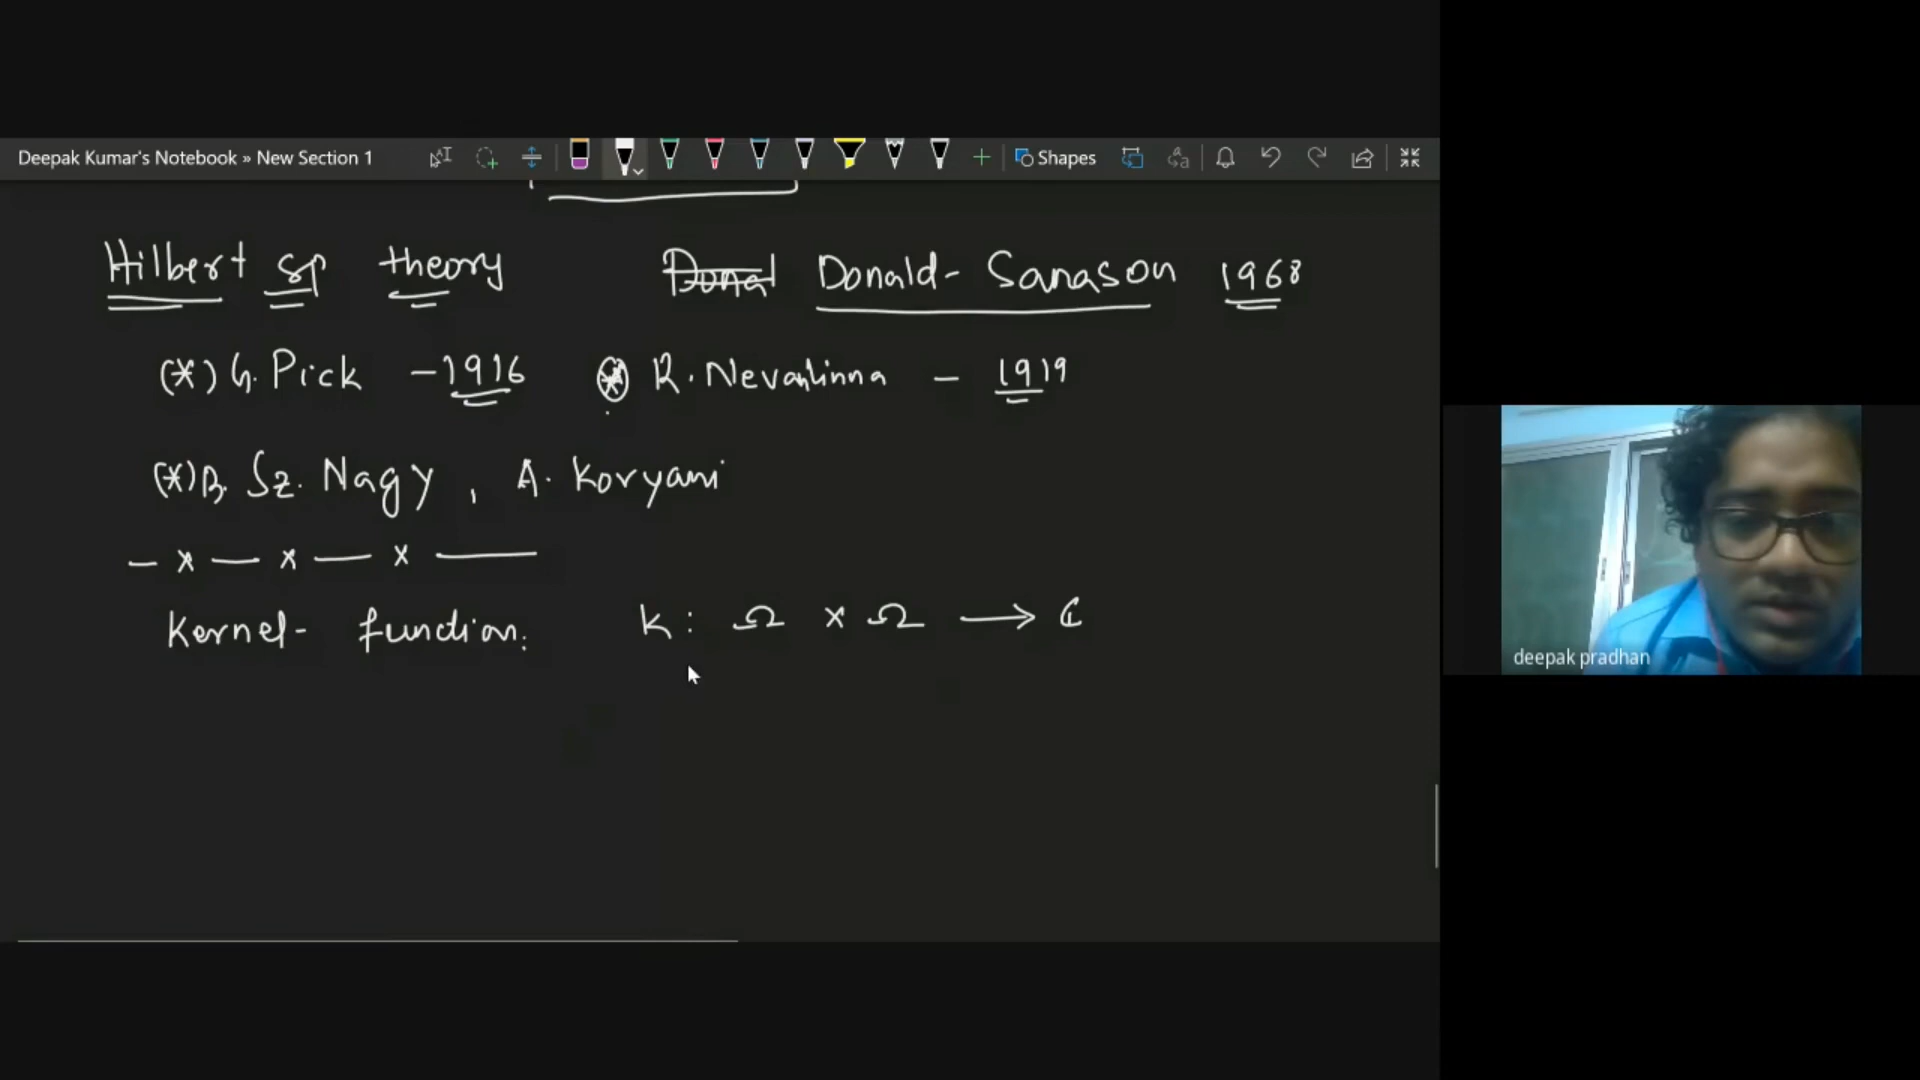 Deepak Kumar's Notebook » New Section 1 Shapes
Hilbert sp theory Donal Donald- Sanason 1968
(*) G. Pick - 1916 * R. Nevanlinna - 1919
(*) B. Sz. Nagy, A. Koryani
- x - x - x -
Kernel- function: K: Ω x Ω → ℂ
deepak pradhan